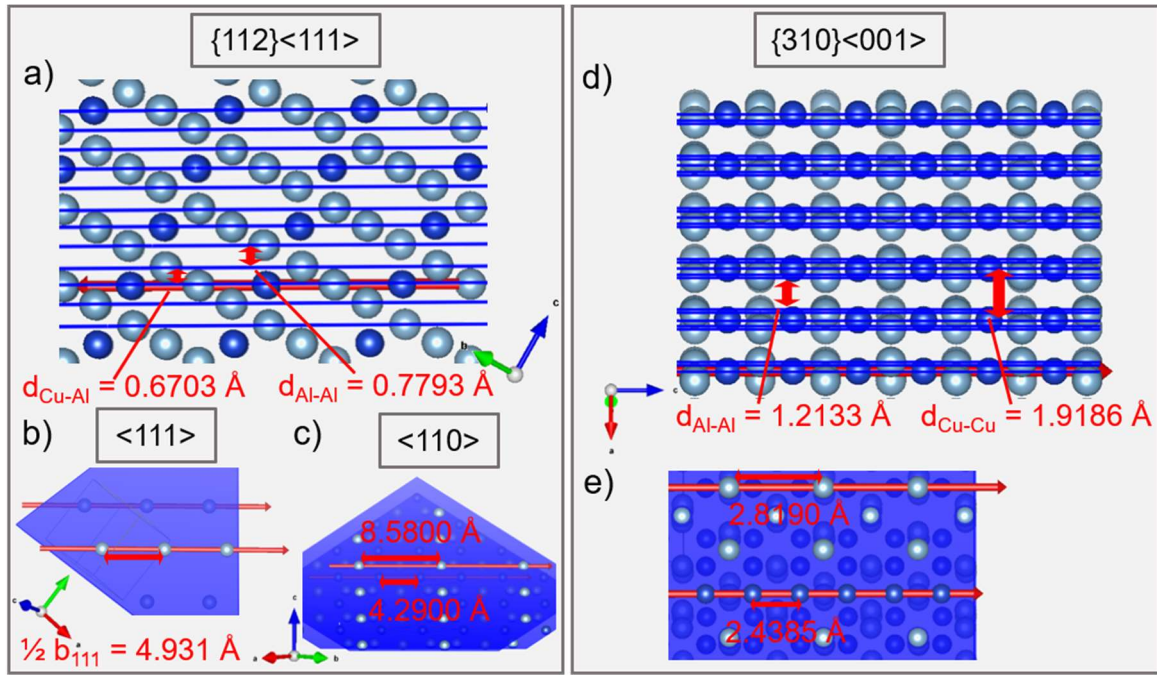 {112}<111>
a)
d_Cu-Al = 0.6703 Å
d_Al-Al = 0.7793 Å
c
b
b)
<111>
c
a
½ b_111 = 4.931 Å
c)
<110>
8.5800 Å
4.2900 Å
c
a
b
{310}<001>
d)
c
a
d_Al-Al = 1.2133 Å
d_Cu-Cu = 1.9186 Å
e)
2.8190 Å
2.4385 Å